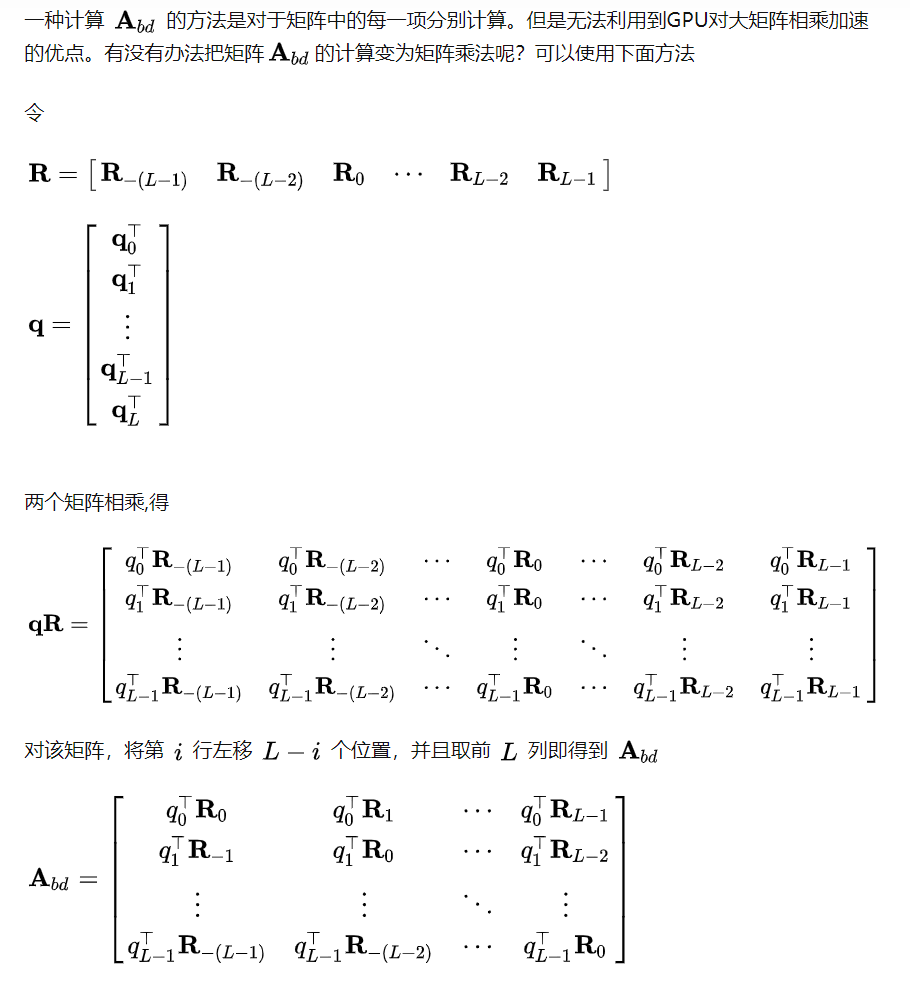 一种计算 $\mathbf{A}_{bd}$ 的方法是对于矩阵中的每一项分别计算。但是无法利用到GPU对大矩阵相乘加速
的优点。有没有办法把矩阵 $\mathbf{A}_{bd}$ 的计算变为矩阵乘法呢？可以使用下面方法
令
$\mathbf{R} = \begin{bmatrix} \mathbf{R}_{-(L-1)} & \mathbf{R}_{-(L-2)} & \mathbf{R}_0 & \cdots & \mathbf{R}_{L-2} & \mathbf{R}_{L-1} \end{bmatrix}$
$\mathbf{q} = \begin{bmatrix} \mathbf{q}_0^\top \\ \mathbf{q}_1^\top \\ \vdots \\ \mathbf{q}_{L-1}^\top \\ \mathbf{q}_L^\top \end{bmatrix}$
两个矩阵相乘,得
$\mathbf{qR} = \begin{bmatrix} q_0^\top \mathbf{R}_{-(L-1)} & q_0^\top \mathbf{R}_{-(L-2)} & \cdots & q_0^\top \mathbf{R}_0 & \cdots & q_0^\top \mathbf{R}_{L-2} & q_0^\top \mathbf{R}_{L-1} \\ q_1^\top \mathbf{R}_{-(L-1)} & q_1^\top \mathbf{R}_{-(L-2)} & \cdots & q_1^\top \mathbf{R}_0 & \cdots & q_1^\top \mathbf{R}_{L-2} & q_1^\top \mathbf{R}_{L-1} \\ \vdots & \vdots & \ddots & \vdots & \ddots & \vdots & \vdots \\ q_{L-1}^\top \mathbf{R}_{-(L-1)} & q_{L-1}^\top \mathbf{R}_{-(L-2)} & \cdots & q_{L-1}^\top \mathbf{R}_0 & \cdots & q_{L-1}^\top \mathbf{R}_{L-2} & q_{L-1}^\top \mathbf{R}_{L-1} \end{bmatrix}$
对该矩阵，将第 $i$ 行左移 $L-i$ 个位置，并且取前 $L$ 列即得到 $\mathbf{A}_{bd}$
$\mathbf{A}_{bd} = \begin{bmatrix} q_0^\top \mathbf{R}_0 & q_0^\top \mathbf{R}_1 & \cdots & q_0^\top \mathbf{R}_{L-1} \\ q_1^\top \mathbf{R}_{-1} & q_1^\top \mathbf{R}_0 & \cdots & q_1^\top \mathbf{R}_{L-2} \\ \vdots & \vdots & \ddots & \vdots \\ q_{L-1}^\top \mathbf{R}_{-(L-1)} & q_{L-1}^\top \mathbf{R}_{-(L-2)} & \cdots & q_{L-1}^\top \mathbf{R}_0 \end{bmatrix}$